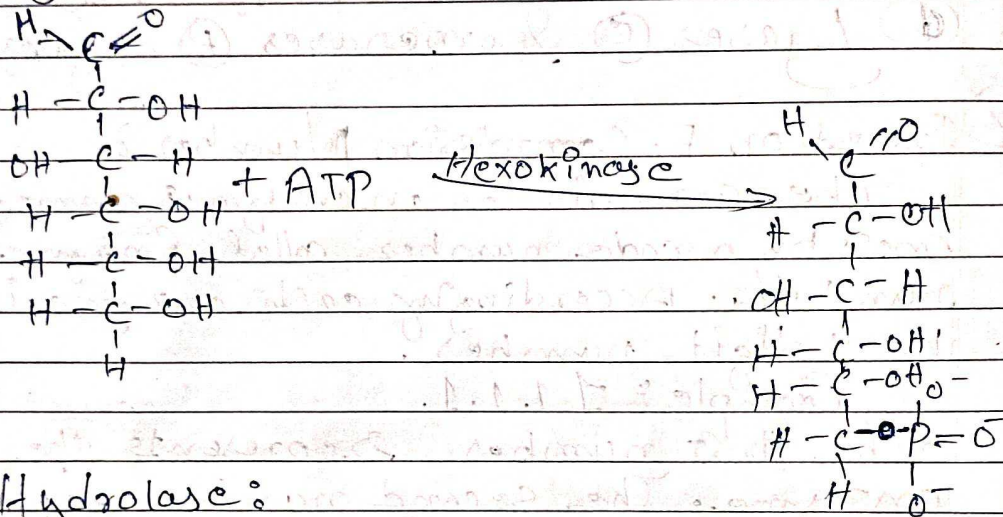 H O
C
H - C - OH
OH - C - H
+ ATP Hexokinase
H - C - OH
H - C - OH
H - C - OH
H
H O
C
H - C - OH
OH - C - H
H - C - OH
H - C - OH O-
H - C - O - P = O-
H O-
Hydrolase: